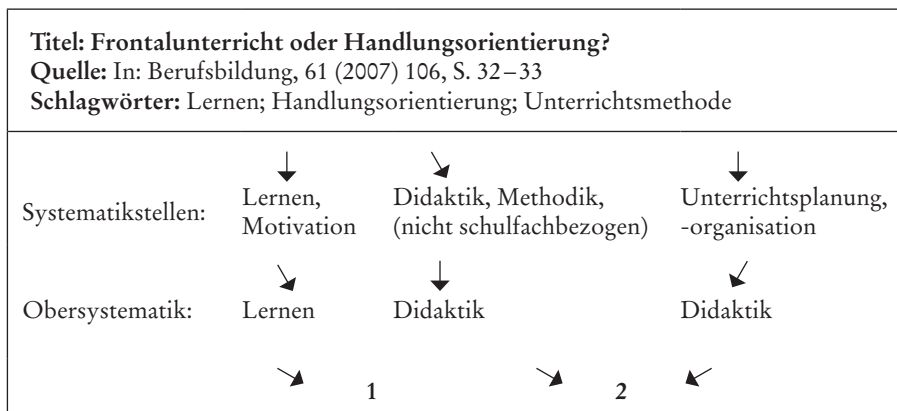 Titel: Frontalunterricht oder Handlungsorientierung?
Quelle: In: Berufsbildung, 61 (2007) 106, S. 32–33
Schlagwörter: Lernen; Handlungsorientierung; Unterrichtsmethode
Systematikstellen: Lernen, Motivation Didaktik, Methodik, (nicht schulfachbezogen) Unterrichtsplanung, -organisation
Obersystematik: Lernen Didaktik Didaktik
1 2